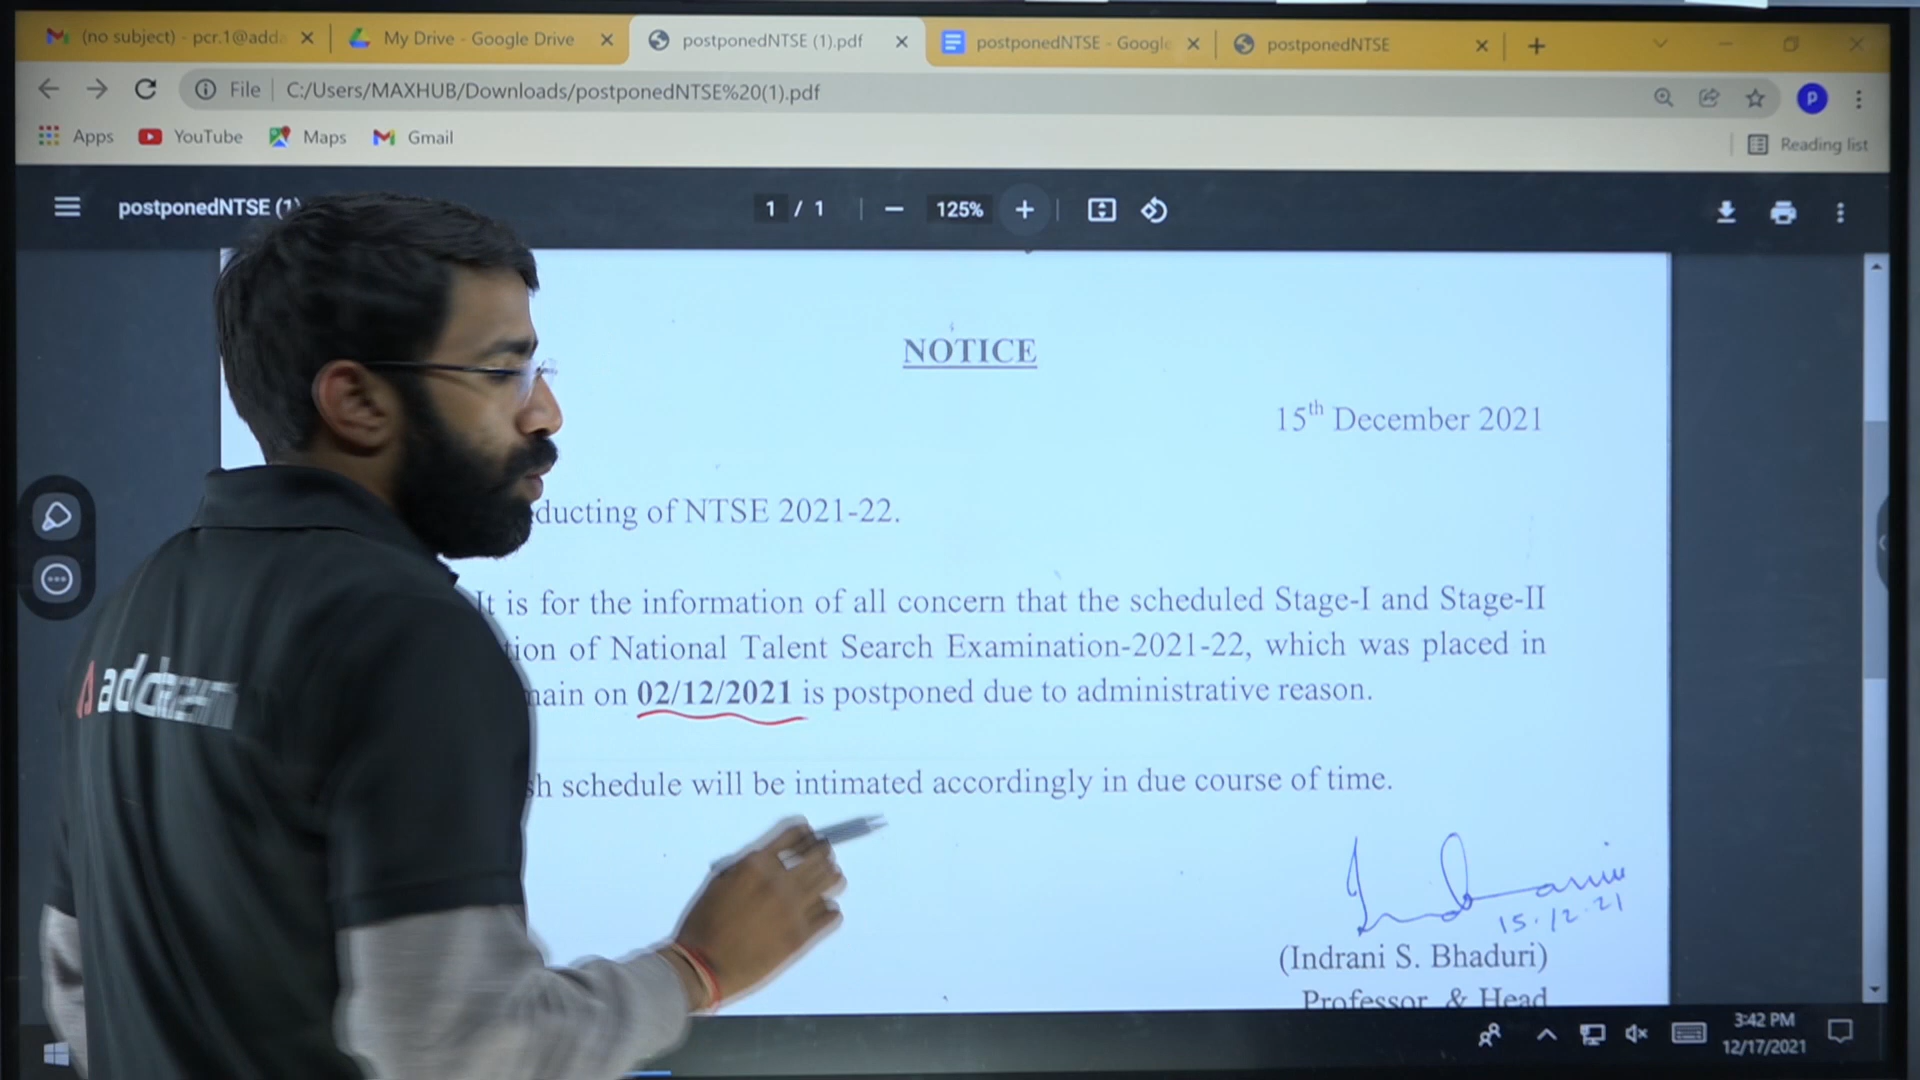 (no subject) - pcr.1@adda
My Drive - Google Drive
postponedNTSE (1).pdf
postponedNTSE - Google
postponedNTSE
File
C:/Users/MAXHUB/Downloads/postponedNTSE%20(1).pdf
Apps
YouTube
Maps
Gmail
Reading list
postponedNTSE (1)
1 / 1
125%
NOTICE
15th December 2021
ducting of NTSE 2021-22.
It is for the information of all concern that the scheduled Stage-I and Stage-II
tion of National Talent Search Examination-2021-22, which was placed in
main on 02/12/2021 is postponed due to administrative reason.
sh schedule will be intimated accordingly in due course of time.
15.12.21
(Indrani S. Bhaduri)
Professor & Head
3:42 PM
12/17/2021